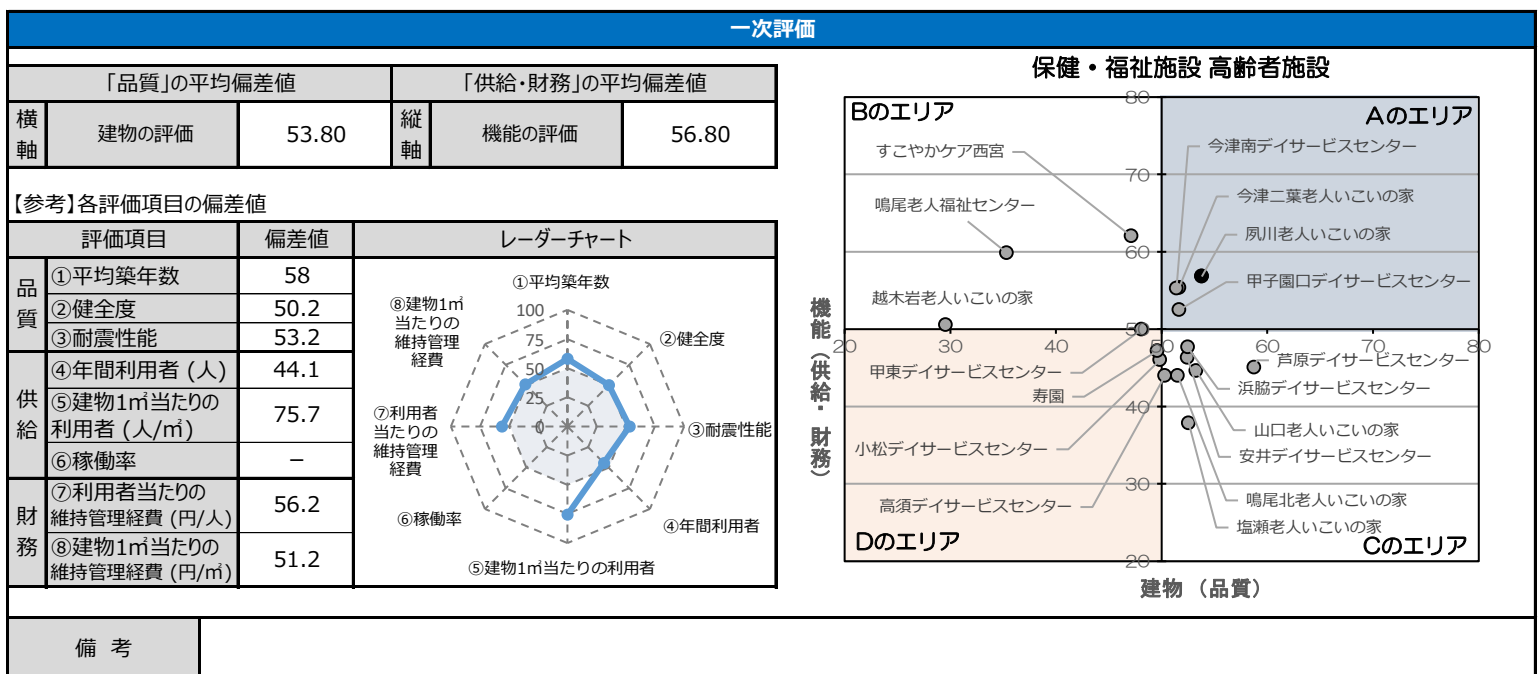 一次評価
「品質」の平均偏差値
「供給・財務」の平均偏差値
横軸
建物の評価
53.80
縦軸
機能の評価
56.80
【参考】各評価項目の偏差値
評価項目
偏差値
レーダーチャート
品質
①平均築年数
58
②健全度
50.2
③耐震性能
53.2
供給
④年間利用者 (人)
44.1
⑤建物1㎡当たりの
利用者 (人/㎡)
75.7
⑥稼働率
－
財務
⑦利用者当たりの
維持管理経費 (円/人)
56.2
⑧建物1㎡当たりの
維持管理経費 (円/㎡)
51.2
①平均築年数
②健全度
③耐震性能
④年間利用者
⑤建物1㎡当たりの利用者
⑥稼働率
⑦利用者
当たりの
維持管理
経費
⑧建物1㎡
当たりの
維持管理
経費
100
75
50
25
0
保健・福祉施設 高齢者施設
Bのエリア
Aのエリア
Dのエリア
Cのエリア
80
70
60
50
40
30
20
20
30
40
50
60
70
80
機能（供給・財務）
建物 （品質）
すこやかケア西宮
鳴尾老人福祉センター
越木岩老人いこいの家
今津南デイサービスセンター
今津二葉老人いこいの家
夙川老人いこいの家
甲子園口デイサービスセンター
甲東デイサービスセンター
寿園
小松デイサービスセンター
高須デイサービスセンター
芦原デイサービスセンター
浜脇デイサービスセンター
山口老人いこいの家
安井デイサービスセンター
鳴尾北老人いこいの家
塩瀬老人いこいの家
備 考